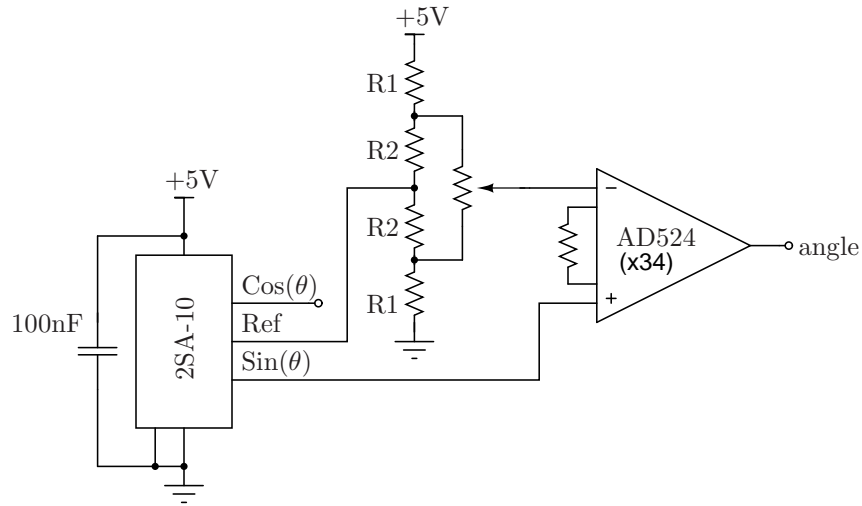 +5V
R1
R2
+5V
−
R2
AD524
(x34)
angle
Cos(θ)
+
R1
100nF
2SA-10
Ref
Sin(θ)